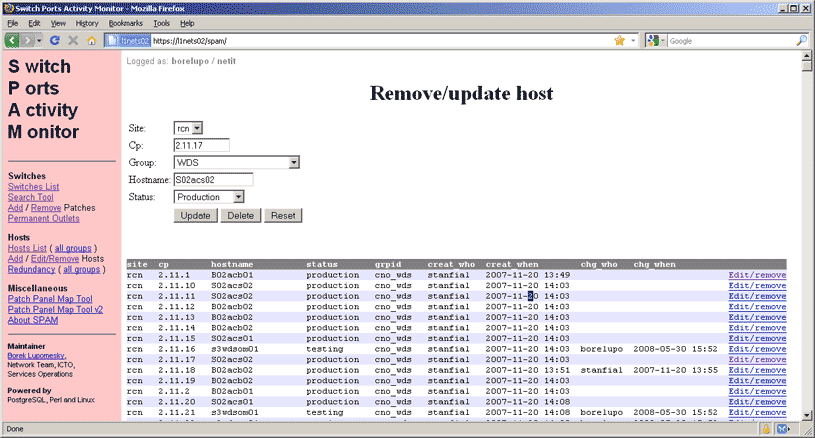 Switch Ports Activity Monitor - Mozilla Firefox
File Edit View History Bookmarks Tools Help
l1nets02 https://l1nets02/spam/ Google
S witch
P orts
A ctivity
M onitor
Switches
Switches List
Search Tool
Add / Remove Patches
Permanent Outlets
Hosts
Hosts List ( all groups )
Add / Edit/Remove Hosts
Redundancy ( all groups )
Miscellaneous
Patch Panel Map Tool
Patch Panel Map Tool v2
About SPAM
Maintainer
Borek Lupomesky,
Network Team, ICTO,
Services Operations
Powered by
PostgreSQL, Perl and Linux
Logged as: borelupo / netit
Remove/update host
Site: rcn
Cp: 2.11.17
Group: WDS
Hostname: S02acs02
Status: Production
Update Delete Reset
site cp hostname status grpid creat_who creat_when chg_who chg_when
rcn 2.11.1 B02acb01 production cno_wds stanfial 2007-11-20 13:49 Edit/remove
rcn 2.11.10 S02acs02 production cno_wds stanfial 2007-11-20 14:03 Edit/remove
rcn 2.11.11 S02acs02 production cno_wds stanfial 2007-11-20 14:03 Edit/remove
rcn 2.11.12 B02acb02 production cno_wds stanfial 2007-11-20 14:03 Edit/remove
rcn 2.11.13 B02acb02 production cno_wds stanfial 2007-11-20 14:03 Edit/remove
rcn 2.11.14 B02acb02 production cno_wds stanfial 2007-11-20 14:03 Edit/remove
rcn 2.11.15 S02acs01 production cno_wds stanfial 2007-11-20 14:03 Edit/remove
rcn 2.11.16 s3wdsom01 testing cno_wds stanfial 2007-11-20 14:03 borelupo 2008-05-30 15:52 Edit/remove
rcn 2.11.17 S02acs02 production cno_wds stanfial 2007-11-20 14:03 Edit/remove
rcn 2.11.18 B02acb02 production cno_wds stanfial 2007-11-20 13:51 stanfial 2007-11-20 13:55 Edit/remove
rcn 2.11.19 B02acb02 production cno_wds stanfial 2007-11-20 14:03 Edit/remove
rcn 2.11.2 B02acb01 production cno_wds stanfial 2007-11-20 14:03 Edit/remove
rcn 2.11.20 S02acs01 production cno_wds stanfial 2007-11-20 14:03 Edit/remove
rcn 2.11.21 s3wdsom01 testing cno_wds stanfial 2007-11-20 14:08 borelupo 2008-05-30 15:52 Edit/remove
Done